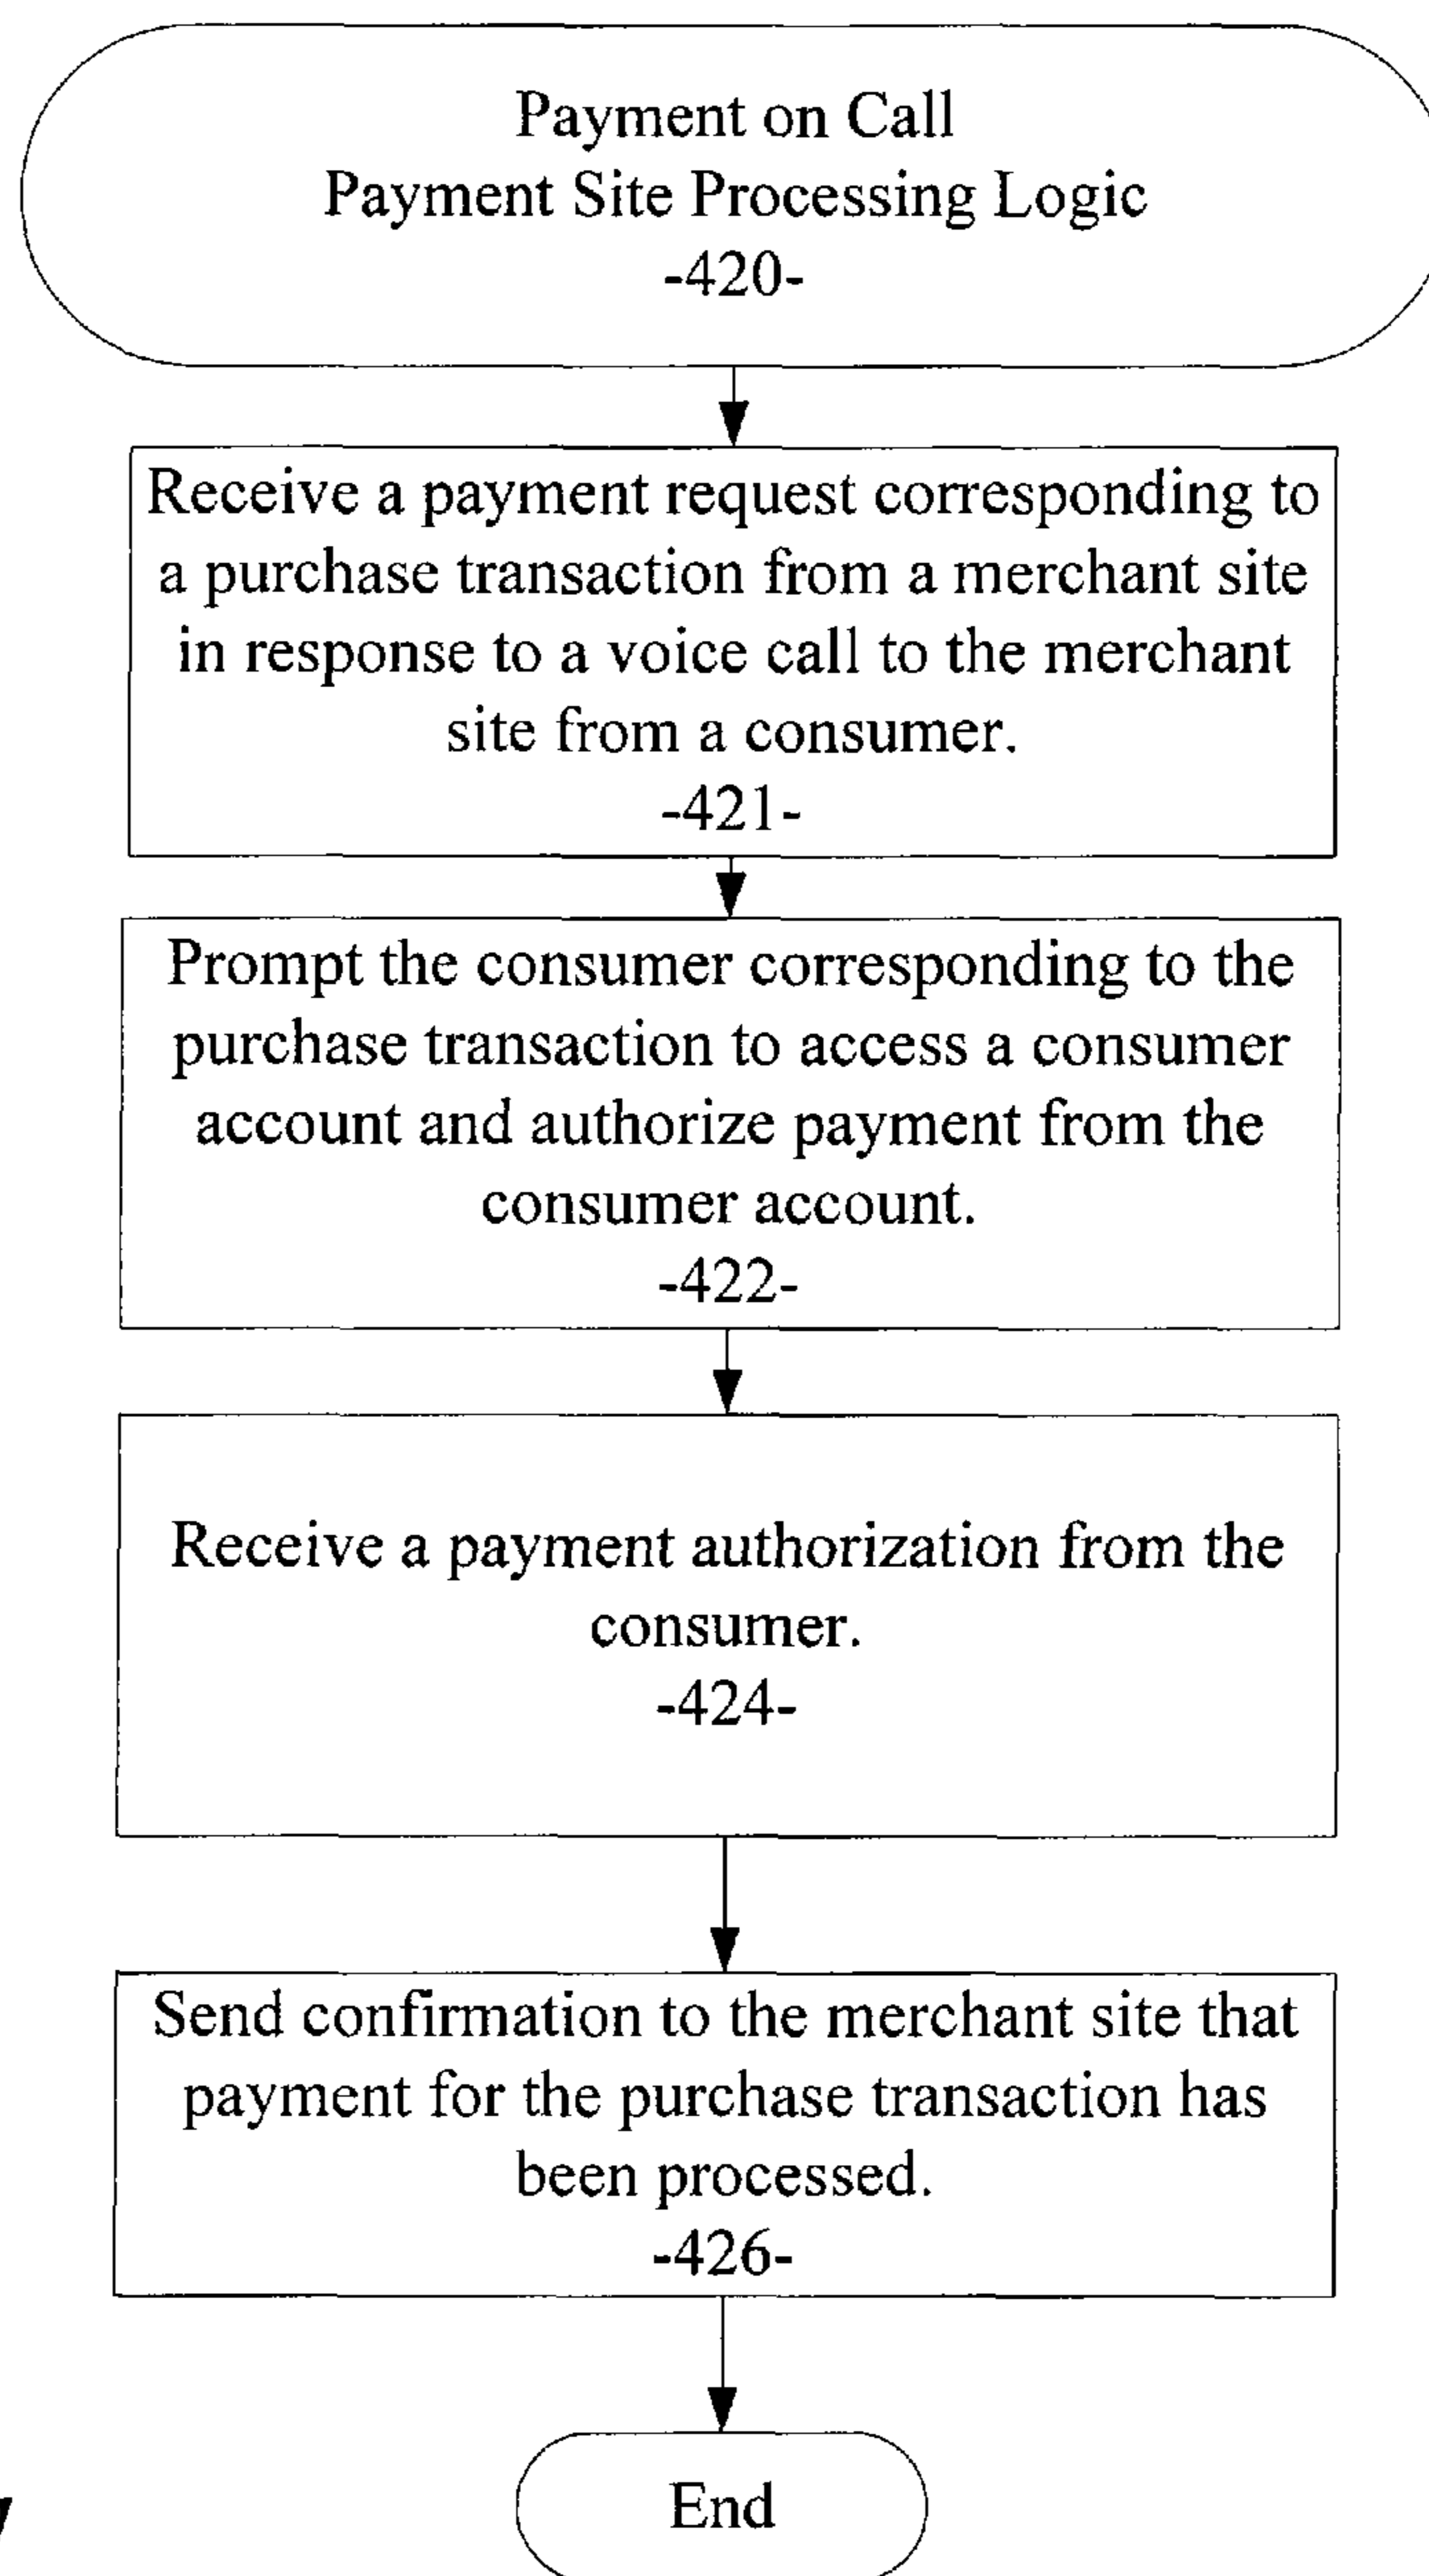 Payment on Call
Payment Site Processing Logic
-420-
Receive a payment request corresponding to
a purchase transaction from a merchant site
in response to a voice call to the merchant
site from a consumer.
-421-
Prompt the consumer corresponding to the
purchase transaction to access a consumer
account and authorize payment from the
consumer account.
-422-
Receive a payment authorization from the
consumer.
-424-
Send confirmation to the merchant site that
payment for the purchase transaction has
been processed.
-426-
End